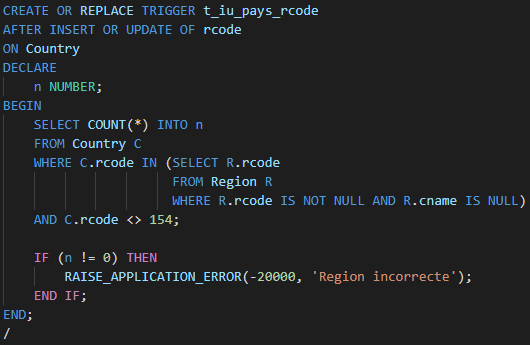 CREATE OR REPLACE TRIGGER t_iu_pays_rcode
AFTER INSERT OR UPDATE OF rcode
ON Country
DECLARE
    n NUMBER;
BEGIN
    SELECT COUNT(*) INTO n
    FROM Country C
    WHERE C.rcode IN (SELECT R.rcode
                      FROM Region R
                      WHERE R.rcode IS NOT NULL AND R.cname IS NULL)
    AND C.rcode <> 154;

    IF (n != 0) THEN
        RAISE_APPLICATION_ERROR(-20000, 'Region incorrecte');
    END IF;
END;
/